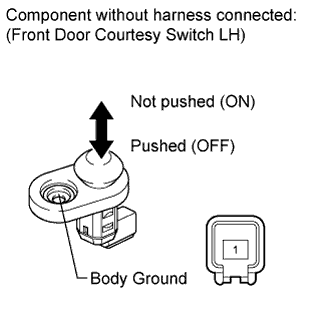 Component without harness connected:
(Front Door Courtesy Switch LH)
Not pushed (ON)
Pushed (OFF)
1
Body Ground